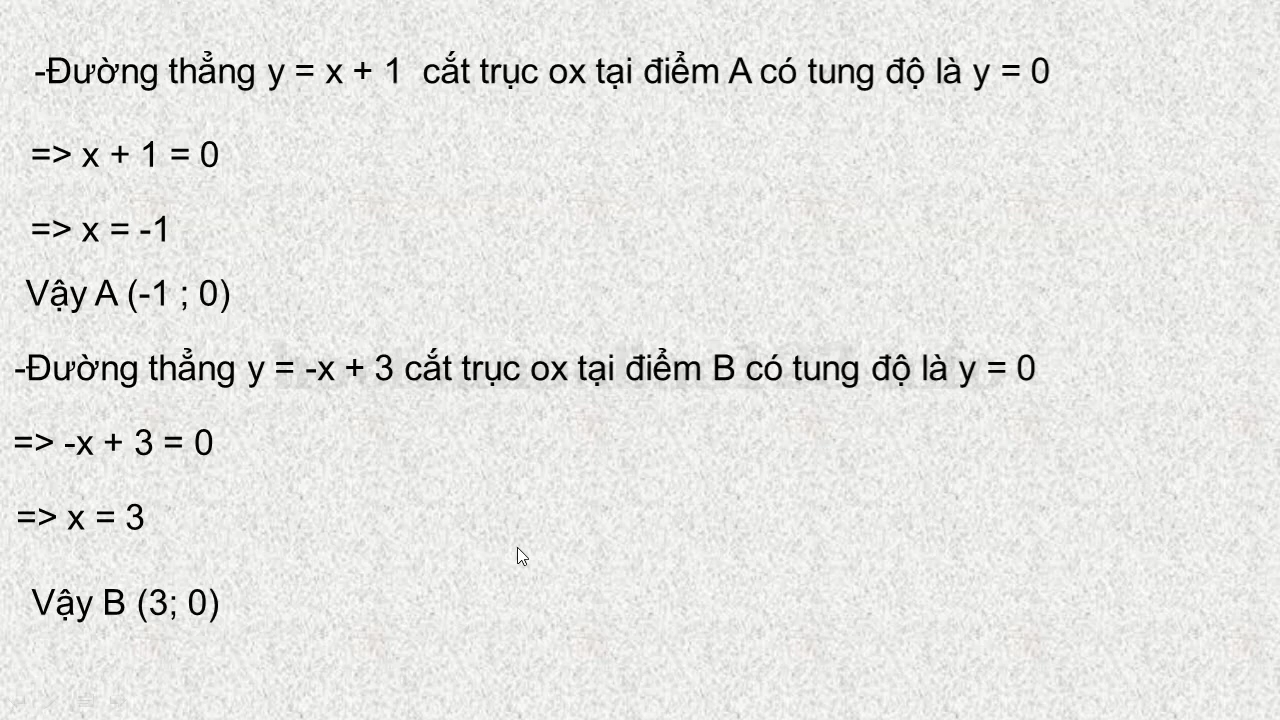 -Đường thẳng y = x + 1 cắt trục ox tại điểm A có tung độ là y = 0
=> x + 1 = 0
=> x = -1
Vậy A (-1 ; 0)
-Đường thẳng y = -x + 3 cắt trục ox tại điểm B có tung độ là y = 0
=> -x + 3 = 0
=> x = 3
Vậy B (3; 0)